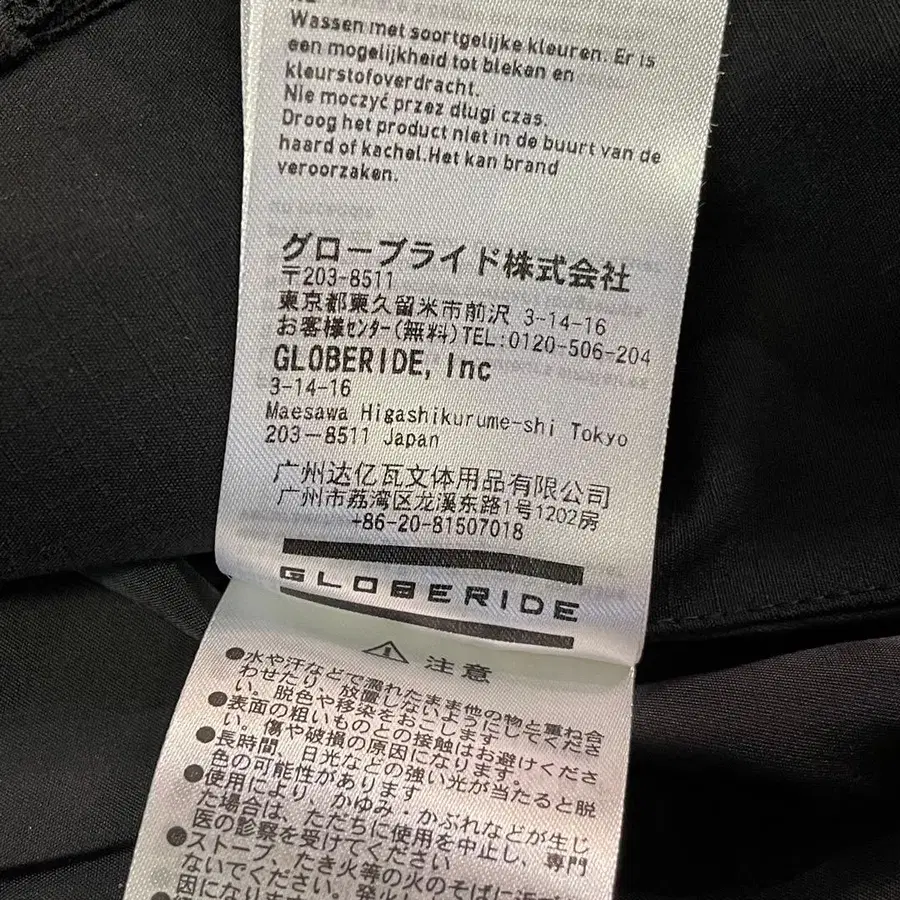 Wassen met soortgelijke kleuren. Er is
een mogelijkheid tot bleken en
kleurstofoverdracht.
Nie moczyć przez długi czas.
Droog het product niet in de buurt van de
haard of kachel.Het kan brand
veroorzaken.
グローブライド株式会社
〒203-8511
東京都東久留米市前沢 3-14-16
お客様センター(無料)TEL:0120-506-204
GLOBERIDE, Inc
3-14-16
Maesawa Higashikurume-shi Tokyo
203-8511 Japan
广州达亿瓦文体用品有限公司
广州市荔湾区龙溪东路1号1202房
+86-20-81507018
GLOBERIDE
⚠ 注意
●水や汗などで濡れたまま他の物と重ね合
わせたり、放置しないようにしてくださ
い。脱色や移染をおこします。
●表面の粗いものとの接触はお避けくださ
い。傷や破損の原因になります。
●長時間、日光などの強い光が当たると脱
色の可能性があります
●使用により、かゆみ・かぶれなどが生じ
た場合は、ただちに使用を中止し、専門
医の診察を受けてください
●ストーブ、たき火等の火のそばに
ないでください。
因になります